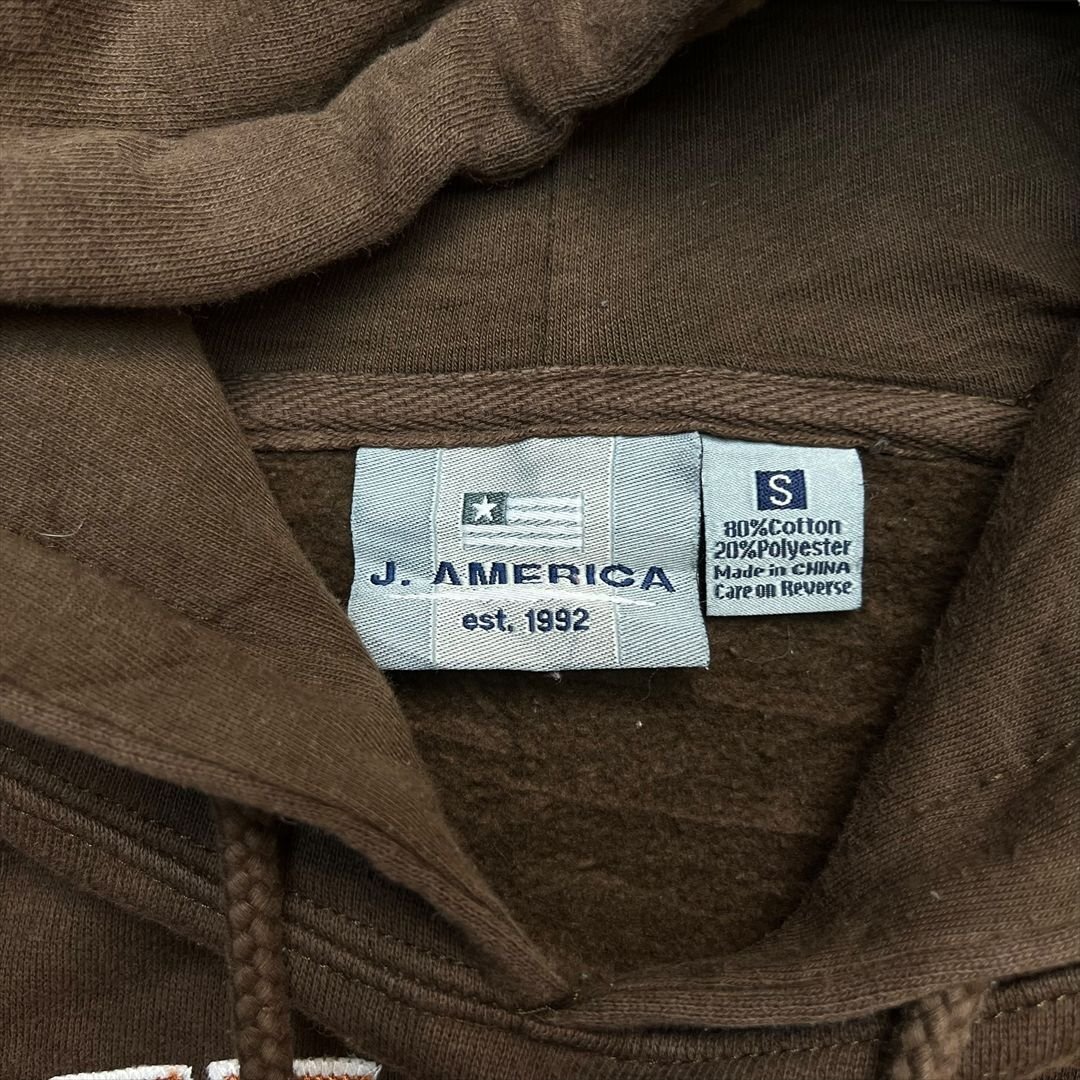 J. AMERICA
est. 1992
S
80%Cotton
20%Polyester
Made in CHINA
Care on Reverse